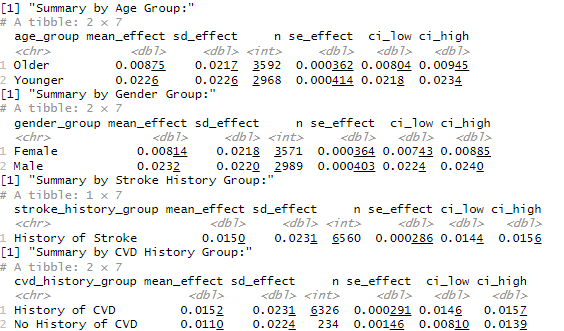 [1] "Summary by Age Group:"
# A tibble: 2 × 7
age_group mean_effect sd_effect n se_effect ci_low ci_high
<chr> <dbl> <dbl> <int> <dbl> <dbl> <dbl>
1 Older 0.00875 0.0217 3592 0.000362 0.00804 0.00945
2 Younger 0.0226 0.0226 2968 0.000414 0.0218 0.0234
[1] "Summary by Gender Group:"
# A tibble: 2 × 7
gender_group mean_effect sd_effect n se_effect ci_low ci_high
<chr> <dbl> <dbl> <int> <dbl> <dbl> <dbl>
1 Female 0.00814 0.0218 3571 0.000364 0.00743 0.00885
2 Male 0.0232 0.0220 2989 0.000403 0.0224 0.0240
[1] "Summary by Stroke History Group:"
# A tibble: 1 × 7
stroke_history_group mean_effect sd_effect n se_effect ci_low ci_high
<chr> <dbl> <dbl> <int> <dbl> <dbl> <dbl>
1 History of Stroke 0.0150 0.0231 6560 0.000286 0.0144 0.0156
[1] "Summary by CVD History Group:"
# A tibble: 2 × 7
cvd_history_group mean_effect sd_effect n se_effect ci_low ci_high
<chr> <dbl> <dbl> <int> <dbl> <dbl> <dbl>
1 History of CVD 0.0152 0.0231 6326 0.000291 0.0146 0.0157
2 No History of CVD 0.0110 0.0224 234 0.00146 0.00810 0.0139